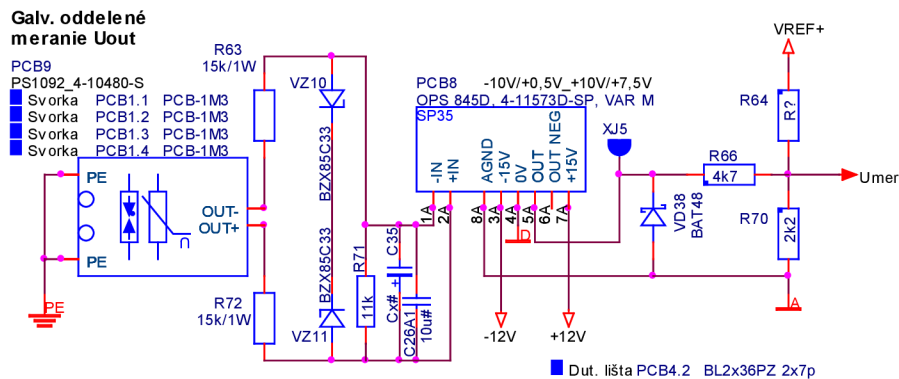 Galv. oddelené
meranie Uout
PCB9
PS1092_4-10480-S
Svorka PCB1.1 PCB-1M3
Svorka PCB1.2 PCB-1M3
Svorka PCB1.3 PCB-1M3
Svorka PCB1.4 PCB-1M3
R63
15k/1W
PE
OUT-
OUT+
PE
PE
R72
15k/1W
VZ10
BZX85C33
BZX85C33
VZ11
R71
11k
C35
Cx#
+
C26A1
10u#
PCB8 -10V/+0,5V_+10V/+7,5V
OPS 845D, 4-11573D-SP, VAR M
SP35
-IN
+IN
AGND
-15V
0V
OUT
OUT NEG
+15V
1A
2A
8A
3A
4A
5A
6A
7A
D
-12V
+12V
XJ5
VD38
BAT48
R66
4k7
VREF+
R64
R?
Umer
R70
2k2
A
Dut. lišta PCB4.2 BL2x36PZ 2x7p